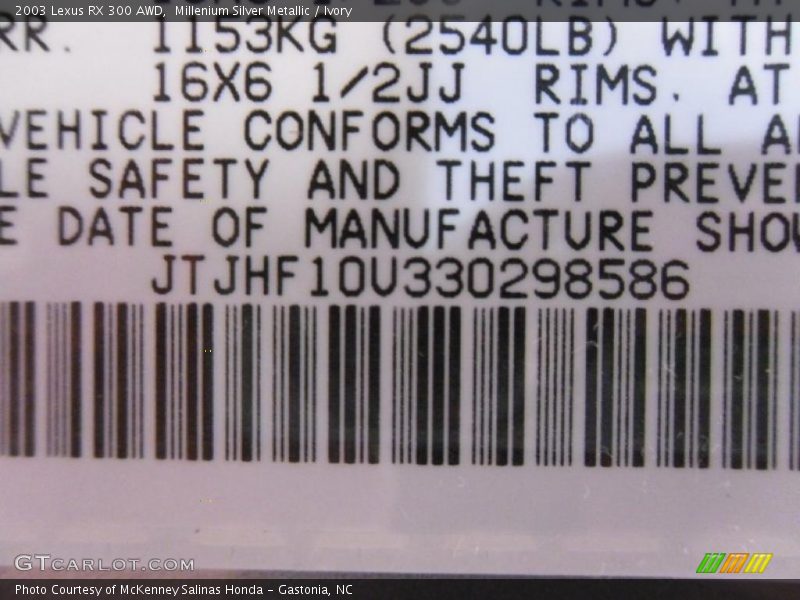 2003 Lexus RX 300 AWD, Millenium Silver Metallic / Ivory
RR. 1153KG (2540LB) WITH
16X6 1/2JJ RIMS. AT
VEHICLE CONFORMS TO ALL
LE SAFETY AND THEFT PREVE
E DATE OF MANUFACTURE SHOW
JTJHF10U330298586
GTCARLOT.COM
Photo Courtesy of McKenney Salinas Honda - Gastonia, NC